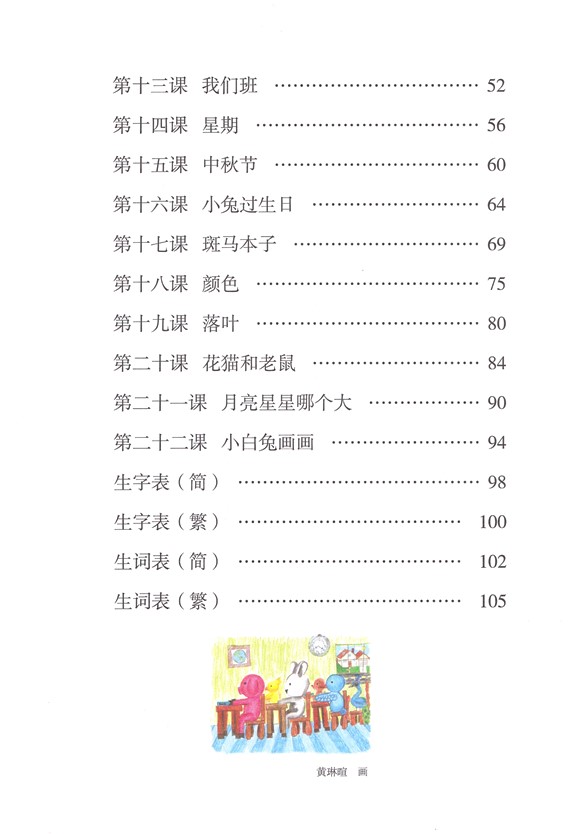 第十三课 我们班 ……………………………… 52
第十四课 星期 ………………………………… 56
第十五课 中秋节 ……………………………… 60
第十六课 小兔过生日 ………………………… 64
第十七课 斑马本子 …………………………… 69
第十八课 颜色 ………………………………… 75
第十九课 落叶 ………………………………… 80
第二十课 花猫和老鼠 ………………………… 84
第二十一课 月亮星星哪个大 ………………… 90
第二十二课 小白兔画画 ……………………… 94
生字表（简） …………………………………… 98
生字表（繁） ………………………………… 100
生词表（简） ………………………………… 102
生词表（繁） ………………………………… 105
黄琳暄 画